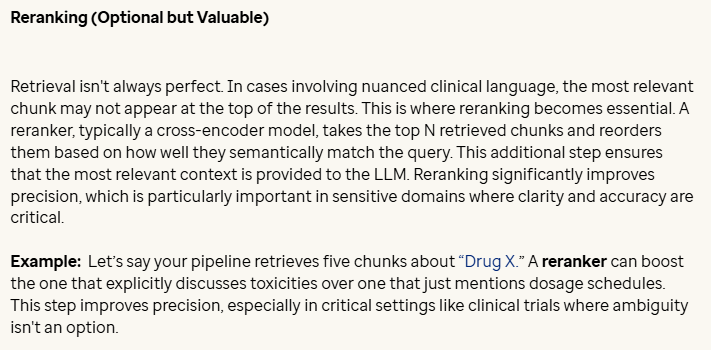 Reranking (Optional but Valuable)
Retrieval isn't always perfect. In cases involving nuanced clinical language, the most relevant
chunk may not appear at the top of the results. This is where reranking becomes essential. A
reranker, typically a cross-encoder model, takes the top N retrieved chunks and reorders
them based on how well they semantically match the query. This additional step ensures
that the most relevant context is provided to the LLM. Reranking significantly improves
precision, which is particularly important in sensitive domains where clarity and accuracy are
critical.
Example: Let’s say your pipeline retrieves five chunks about “Drug X.” A reranker can boost
the one that explicitly discusses toxicities over one that just mentions dosage schedules.
This step improves precision, especially in critical settings like clinical trials where ambiguity
isn't an option.